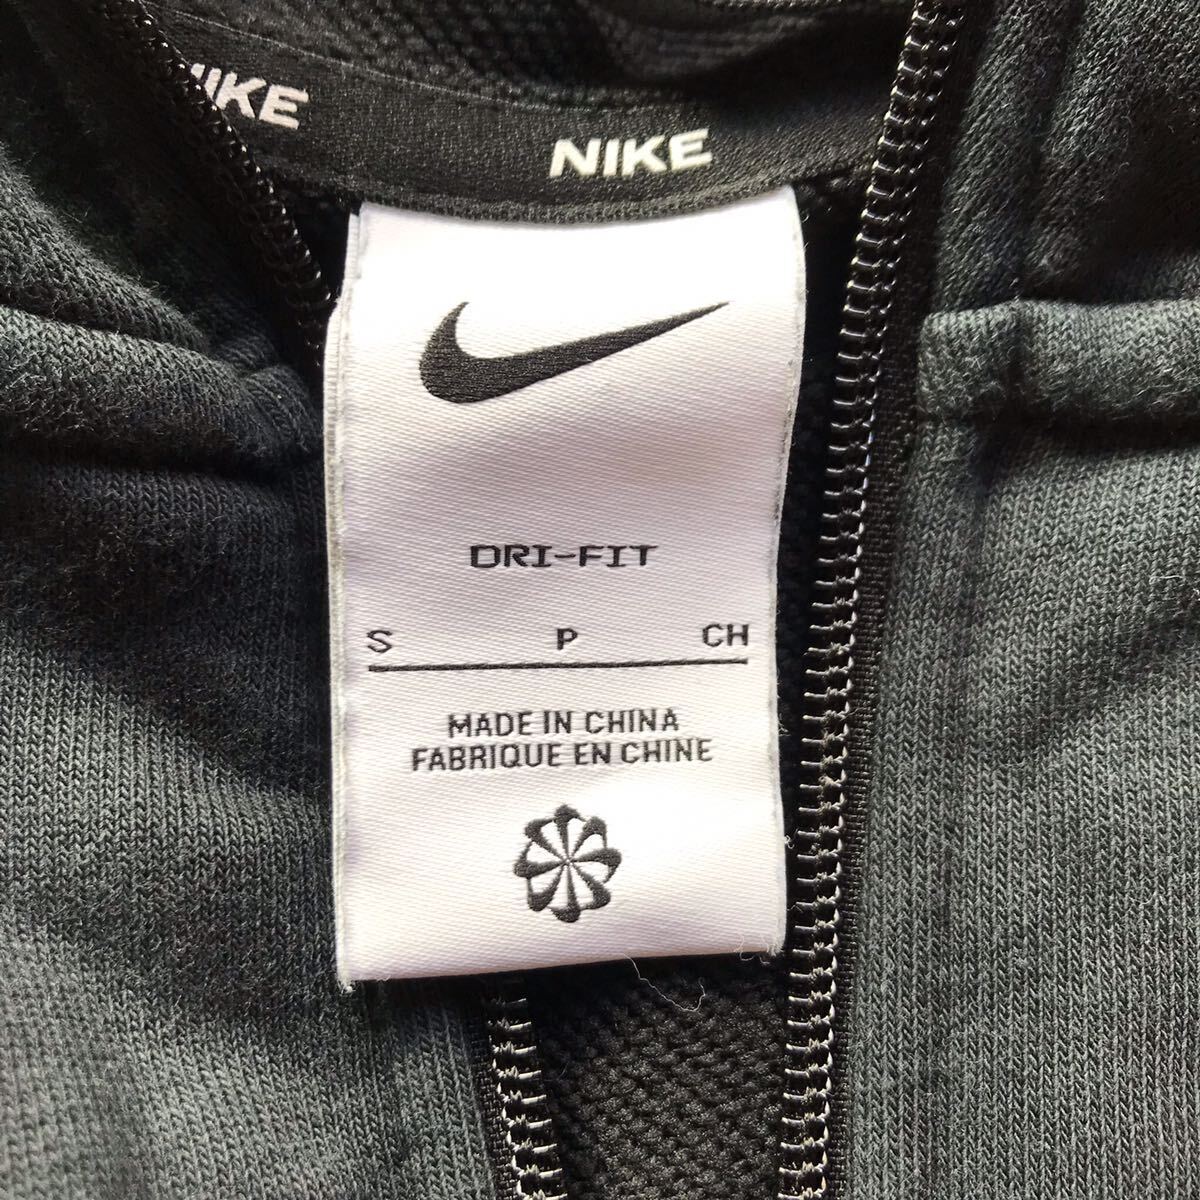 NIKE
NIKE
DRI-FIT
S P CH
MADE IN CHINA
FABRIQUE EN CHINE